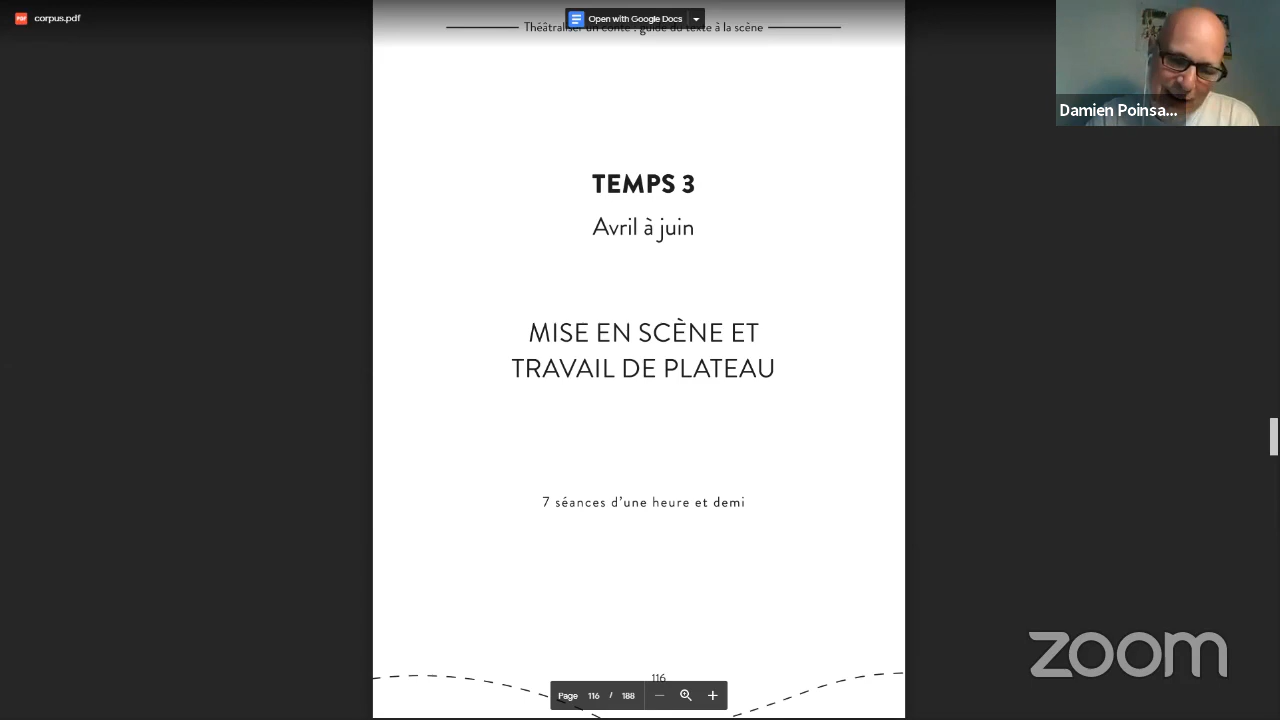 corpus.pdf
Open with Google Docs
Théâtraliser un conte : guide du texte à la scène
Damien Poinsa...
TEMPS 3
Avril à juin
MISE EN SCÈNE ET
TRAVAIL DE PLATEAU
7 séances d'une heure et demi
116
Page 116 / 188
zoom